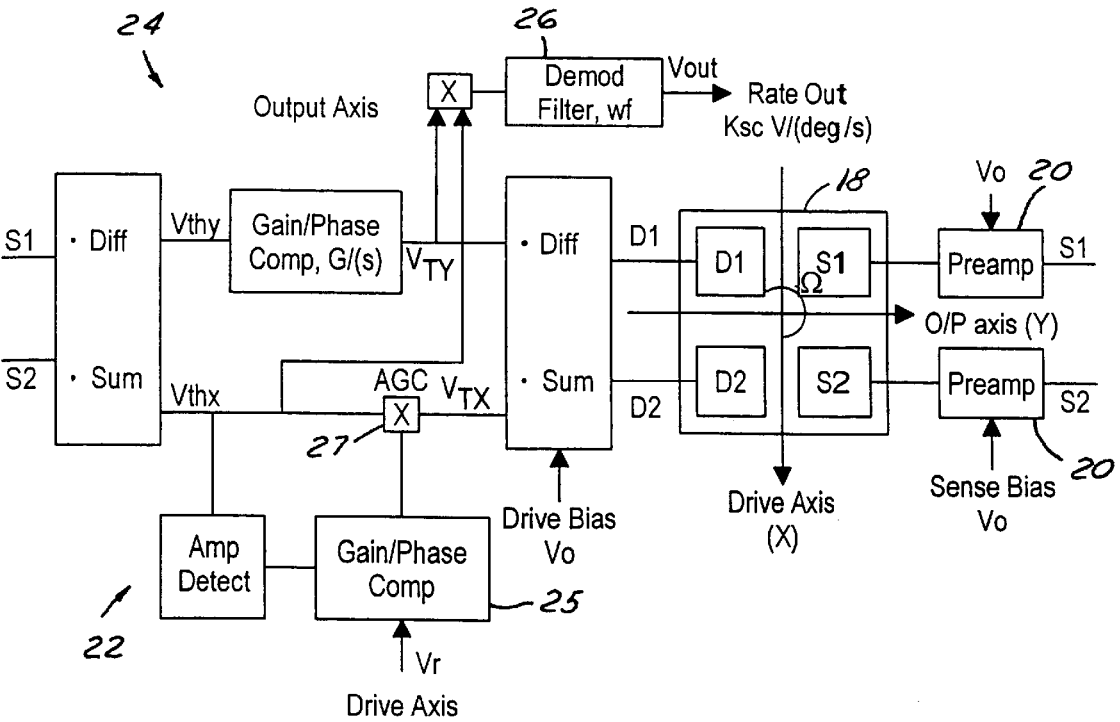 24
26
X
Demod
Filter, wf
Vout
Rate Out
Ksc V/(deg/s)
Output Axis
S1
S2
· Diff
· Sum
Vthy
Vthx
Gain/Phase
Comp, G/(s)
VTY
AGC
X
VTX
27
· Diff
· Sum
D1
D2
18
D1
S1
D2
S2
Ω
O/P axis (Y)
Vo
20
Preamp
S1
Preamp
S2
20
Sense Bias
Vo
Drive Axis
(X)
Drive Bias
Vo
Amp
Detect
Gain/Phase
Comp
25
22
Vr
Drive Axis